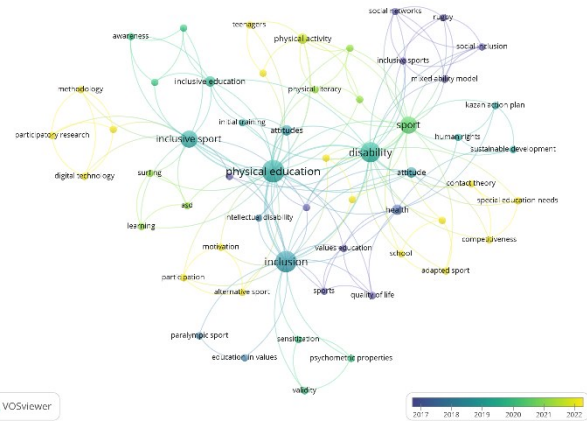 social networks
rugby
teenagers
awareness
physical activity
social inclusion
inclusive sports
inclusive education
mixed ability model
methodology
physical literacy
kazan action plan
initial training
attitudes
sport
participatory research
inclusive sport
human rights
disability
sustainable development
digital technology
surfing
physical education
attitude
contact theory
special education needs
asd
health
learning
ntellectual disability
motivation
values education
competiveness
school
inclusion
participation
adapted sport
alternative sport
sports
quality of life
paralympic sport
sensitization
education in values
psychometric properties
validity
VOSviewer
2017 2018 2019 2020 2021 2022